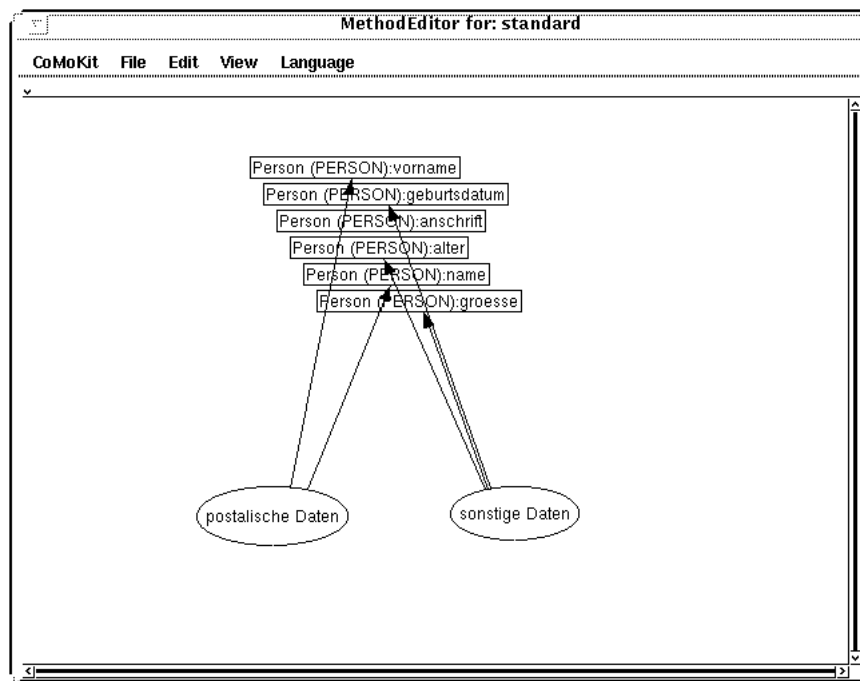 MethodEditor for: standard
CoMoKit File Edit View Language
Person (PERSON):vorname
Person (PERSON):geburtsdatum
Person (PERSON):anschrift
Person (PERSON):alter
Person (PERSON):name
Person (PERSON):groesse
postalische Daten
sonstige Daten